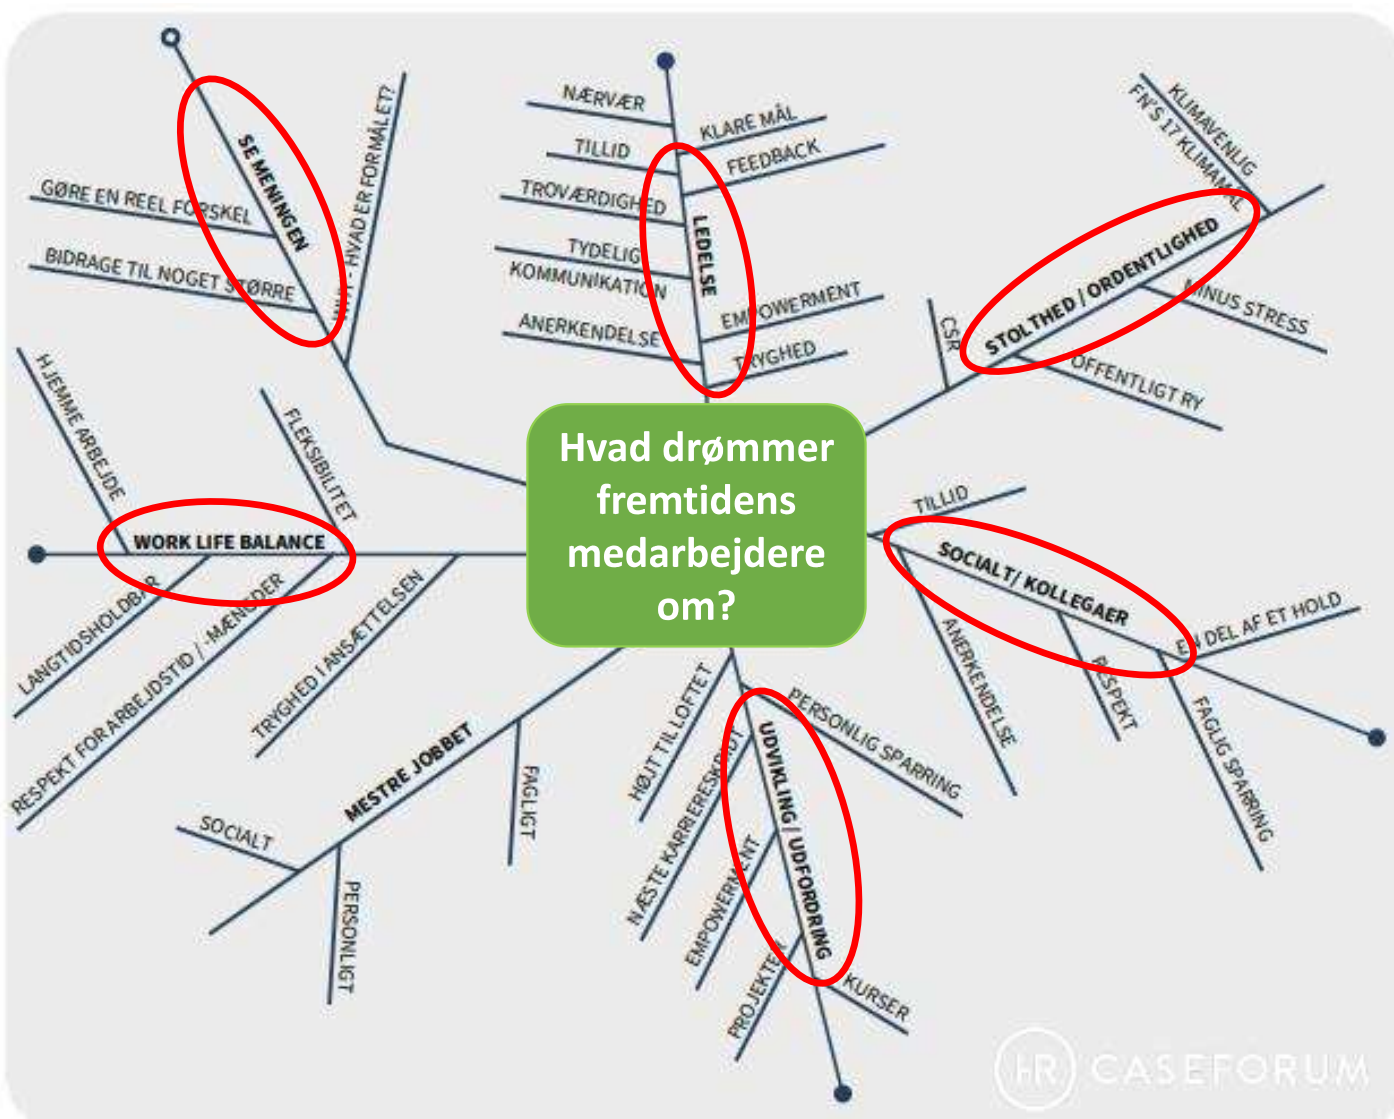 SE MENINGEN
GØRE EN REEL FORSKEL
BIDRAGE TIL NOGET STØRRE
- HVAD ER FORMÅLET?
NÆRVÆR
TILLID
TROVÆRDIGHED
TYDELIG
KOMMUNIKATION
ANERKENDELSE
LEDELSE
KLARE MÅL
FEEDBACK
EMPOWERMENT
TRYGHED
KLIMAVENLIG
FN'S 17 KLIMAMÅL
STOLTHED / ORDENTLIGHED
MINUS STRESS
CSR
OFFENTLIGT RY
Hvad drømmer
fremtidens
medarbejdere
om?
HJEMME ARBEJDE
FLEKSIBILITET
WORK LIFE BALANCE
LANGTIDSHOLDBAR
RESPEKT FOR ARBEJDSTID / -MÆNGDER
TRYGHED I ANSÆTTELSEN
TILLID
SOCIALT/ KOLLEGAER
ANERKENDELSE
RESPEKT
EN DEL AF ET HOLD
FAGLIG SPARRING
MESTRE JOBBET
SOCIALT
PERSONLIGT
FAGLIGT
HØJT TIL LOFTET
PERSONLIG SPARRING
NÆSTE KARRIERESKRIDT
UDVIKLING / UDFORDRING
EMPOWERMENT
PROJEKTER
KURSER
HR CASEFORUM